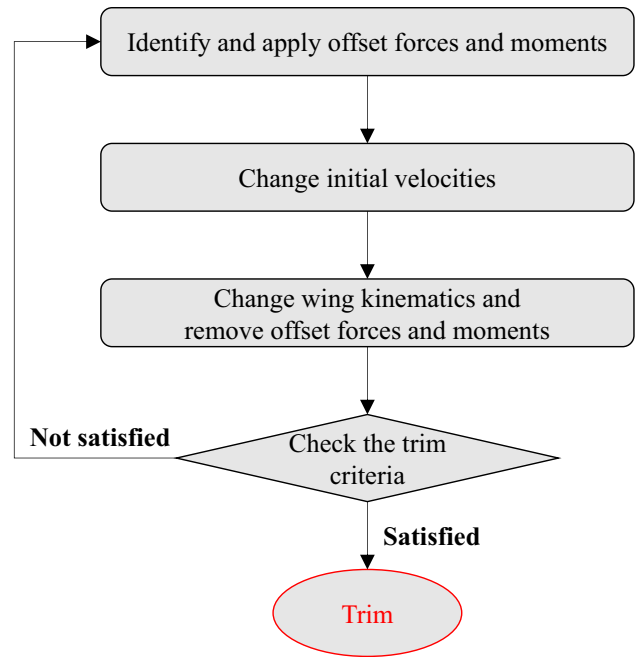 Identify and apply offset forces and moments
Change initial velocities
Change wing kinematics and
remove offset forces and moments
Check the trim
criteria
Not satisfied
Satisfied
Trim